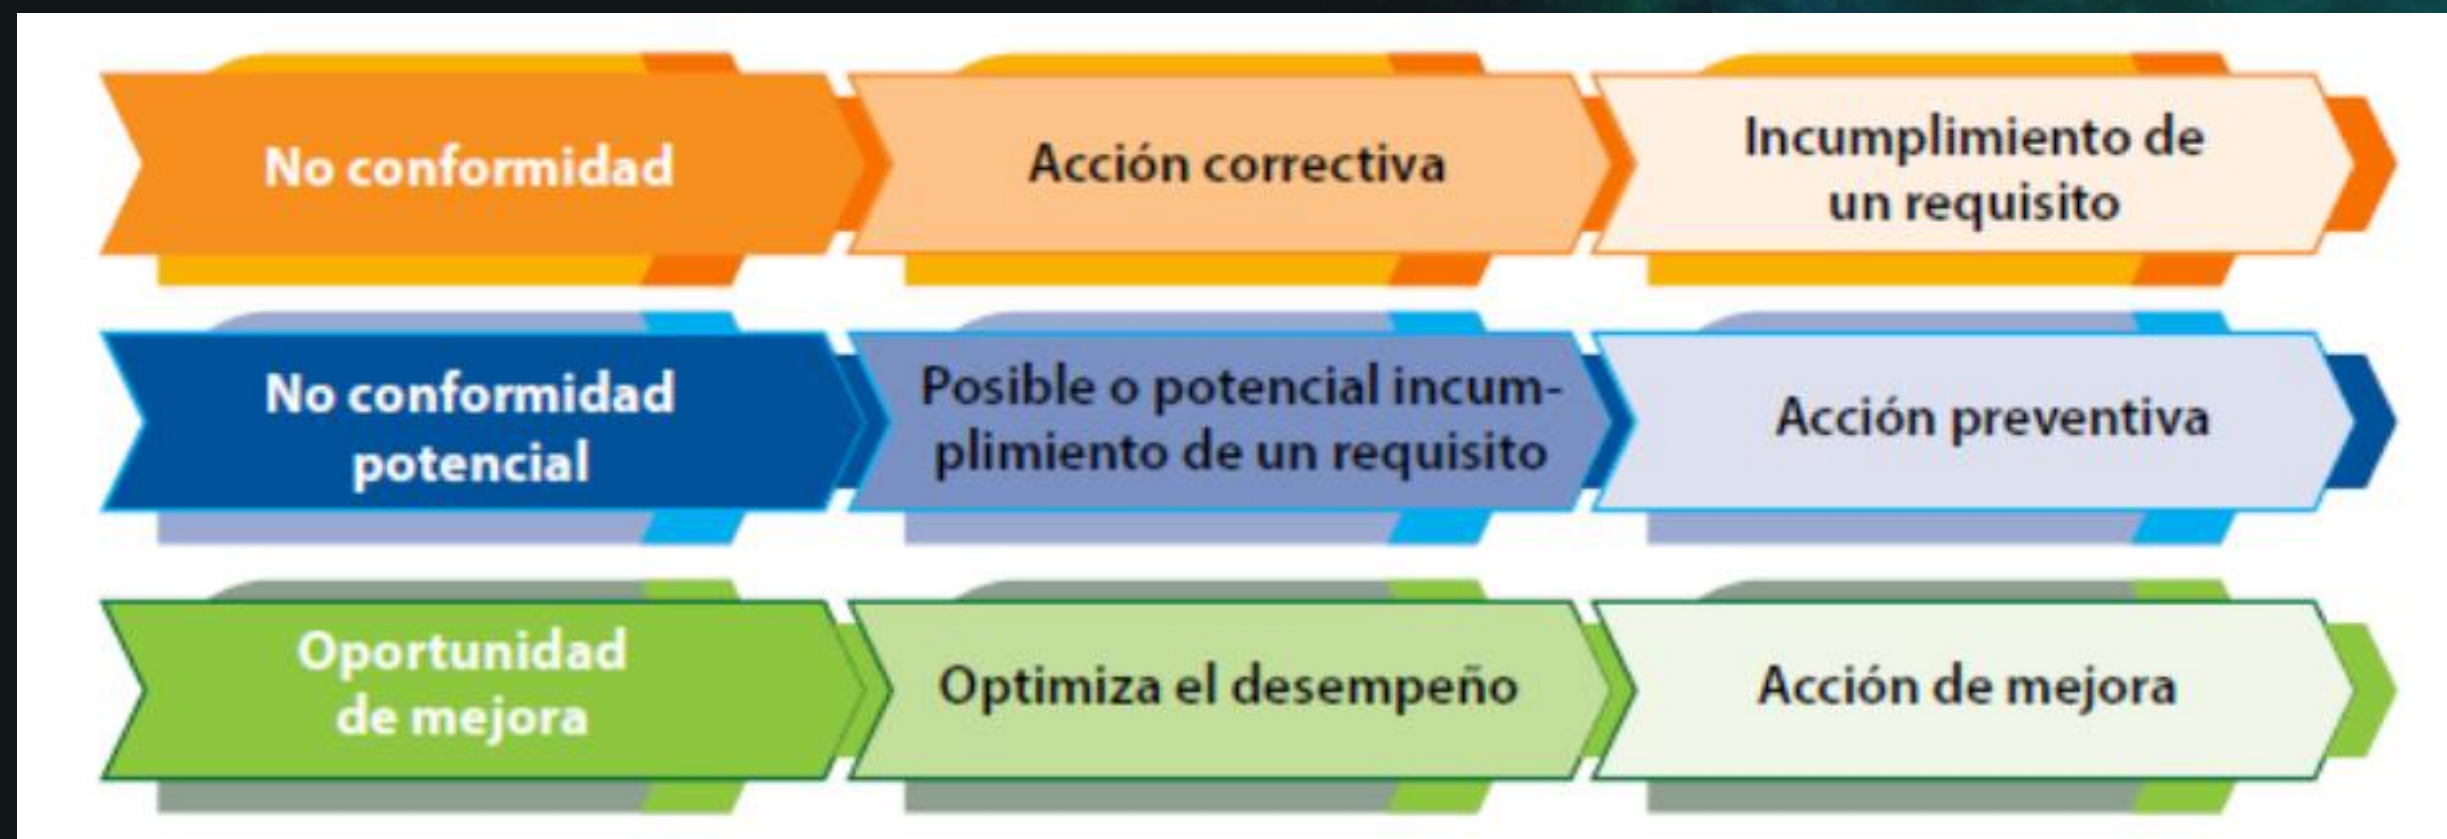 No conformidad
Acción correctiva
Incumplimiento de
un requisito
No conformidad
potencial
Posible o potencial incum-
plimiento de un requisito
Acción preventiva
Oportunidad
de mejora
Optimiza el desempeño
Acción de mejora